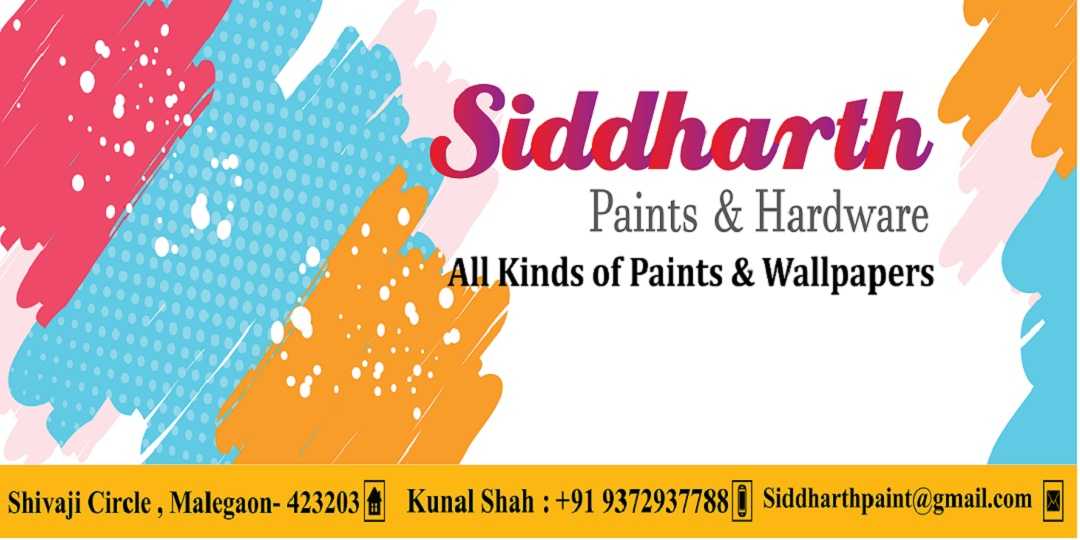 Siddharth
Paints & Hardware
All Kinds of Paints & Wallpapers
Shivaji Circle , Malegaon- 423203 Kunal Shah : +91 9372937788 Siddharthpaint@gmail.com